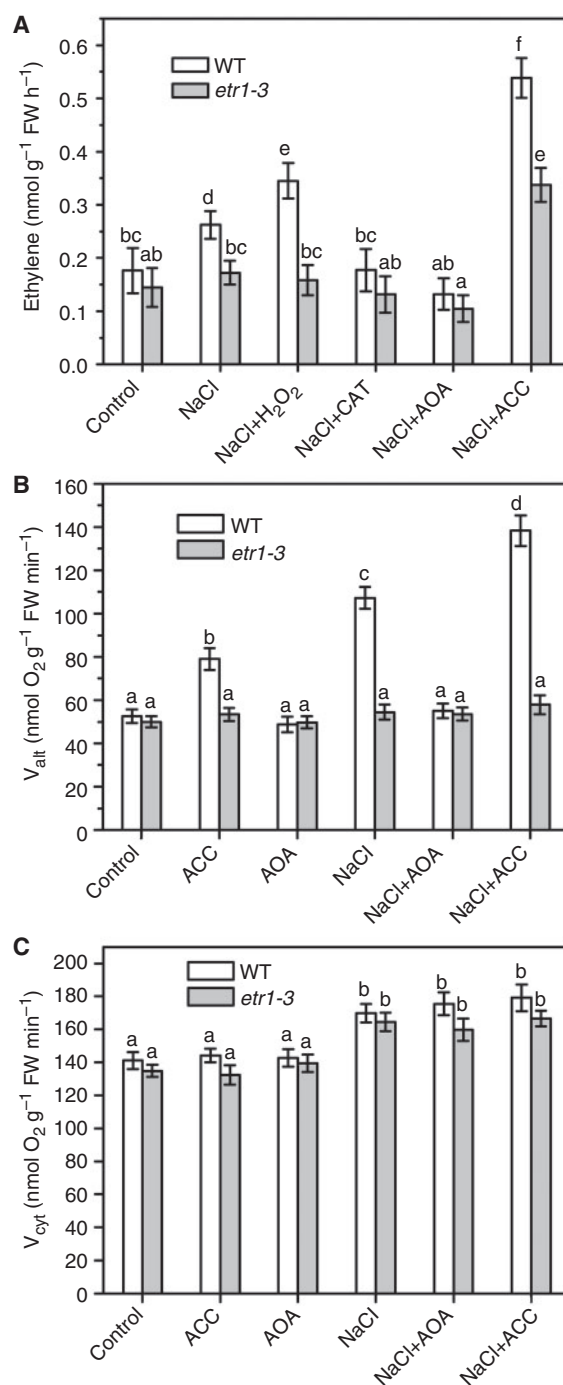 A
Ethylene (nmol g⁻¹ FW h⁻¹)
0.6
0.5
0.4
0.3
0.2
0.1
0.0
WT
etr1-3
bc
ab
d
bc
e
bc
bc
ab
ab
a
f
e
Control
NaCl
NaCl+H₂O₂
NaCl+CAT
NaCl+AOA
NaCl+ACC
B
V_alt (nmol O₂ g⁻¹ FW min⁻¹)
160
140
120
100
80
60
40
20
0
WT
etr1-3
a
a
b
a
a
a
c
a
a
a
d
a
Control
ACC
AOA
NaCl
NaCl+AOA
NaCl+ACC
C
V_cyt (nmol O₂ g⁻¹ FW min⁻¹)
200
180
160
140
120
100
80
60
40
20
0
WT
etr1-3
a
a
a
a
a
a
b
b
b
b
b
b
Control
ACC
AOA
NaCl
NaCl+AOA
NaCl+ACC